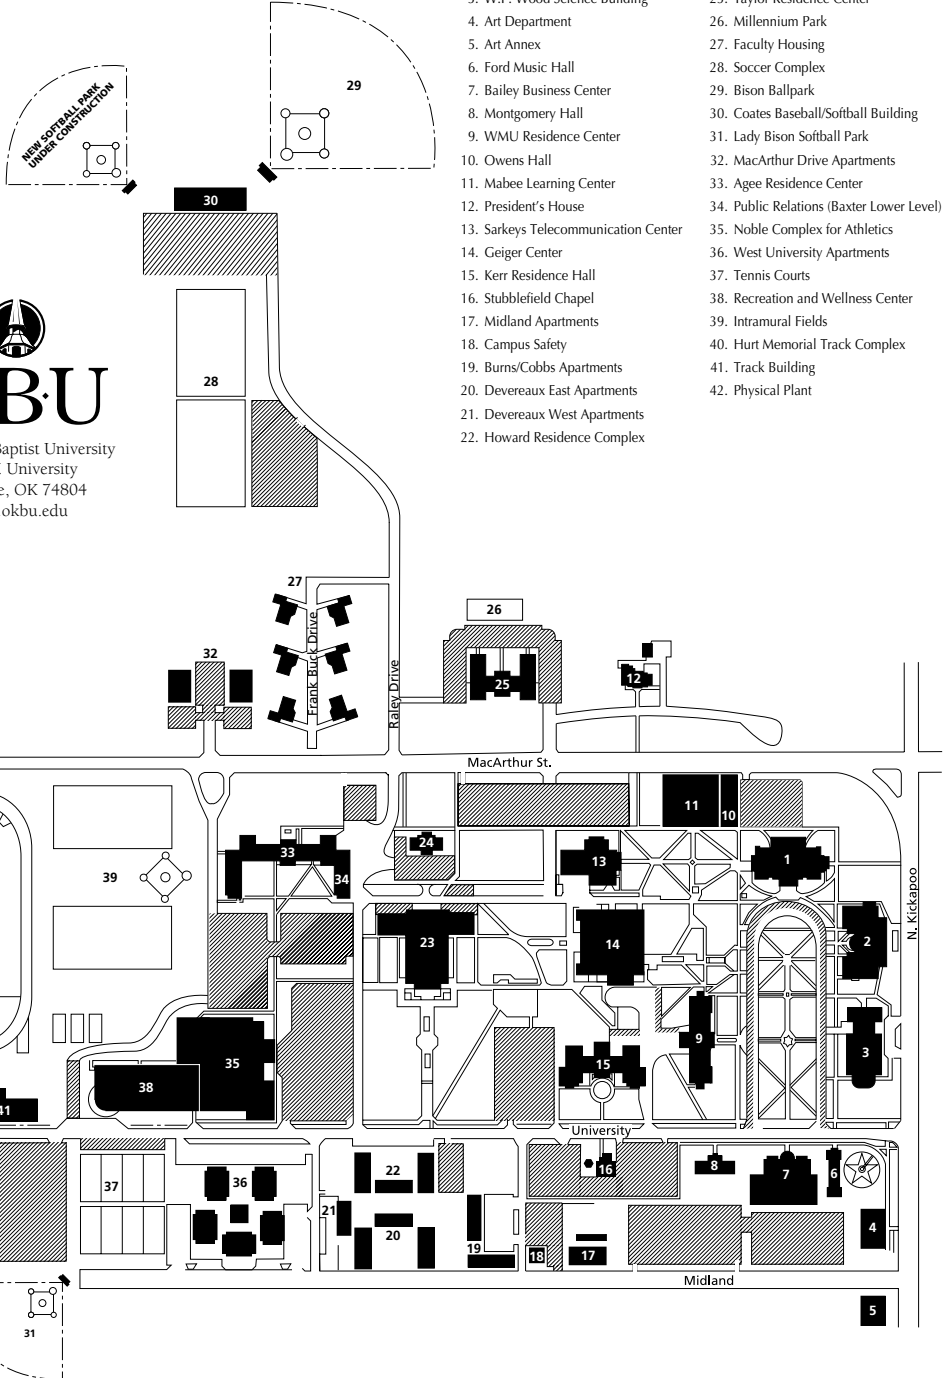 W.P. Wood Science Building
4. Art Department
5. Art Annex
6. Ford Music Hall
7. Bailey Business Center
8. Montgomery Hall
9. WMU Residence Center
10. Owens Hall
11. Mabee Learning Center
12. President's House
13. Sarkeys Telecommunication Center
14. Geiger Center
15. Kerr Residence Hall
16. Stubblefield Chapel
17. Midland Apartments
18. Campus Safety
19. Burns/Cobbs Apartments
20. Devereaux East Apartments
21. Devereaux West Apartments
22. Howard Residence Complex
Taylor Residence Center
26. Millennium Park
27. Faculty Housing
28. Soccer Complex
29. Bison Ballpark
30. Coates Baseball/Softball Building
31. Lady Bison Softball Park
32. MacArthur Drive Apartments
33. Agee Residence Center
34. Public Relations (Baxter Lower Level)
35. Noble Complex for Athletics
36. West University Apartments
37. Tennis Courts
38. Recreation and Wellness Center
39. Intramural Fields
40. Hurt Memorial Track Complex
41. Track Building
42. Physical Plant
NEW SOFTBALL PARK
UNDER CONSTRUCTION
29
30
B·U
Baptist University
University
, OK 74804
okbu.edu
28
27
26
32
Frank Buck Drive
Raley Drive
25
12
MacArthur St.
11
10
24
33
13
1
34
39
N. Kickapoo
23
14
2
9
3
35
15
38
41
University
22
36
37
16
8
7
6
21
20
19
4
18
17
Midland
5
31